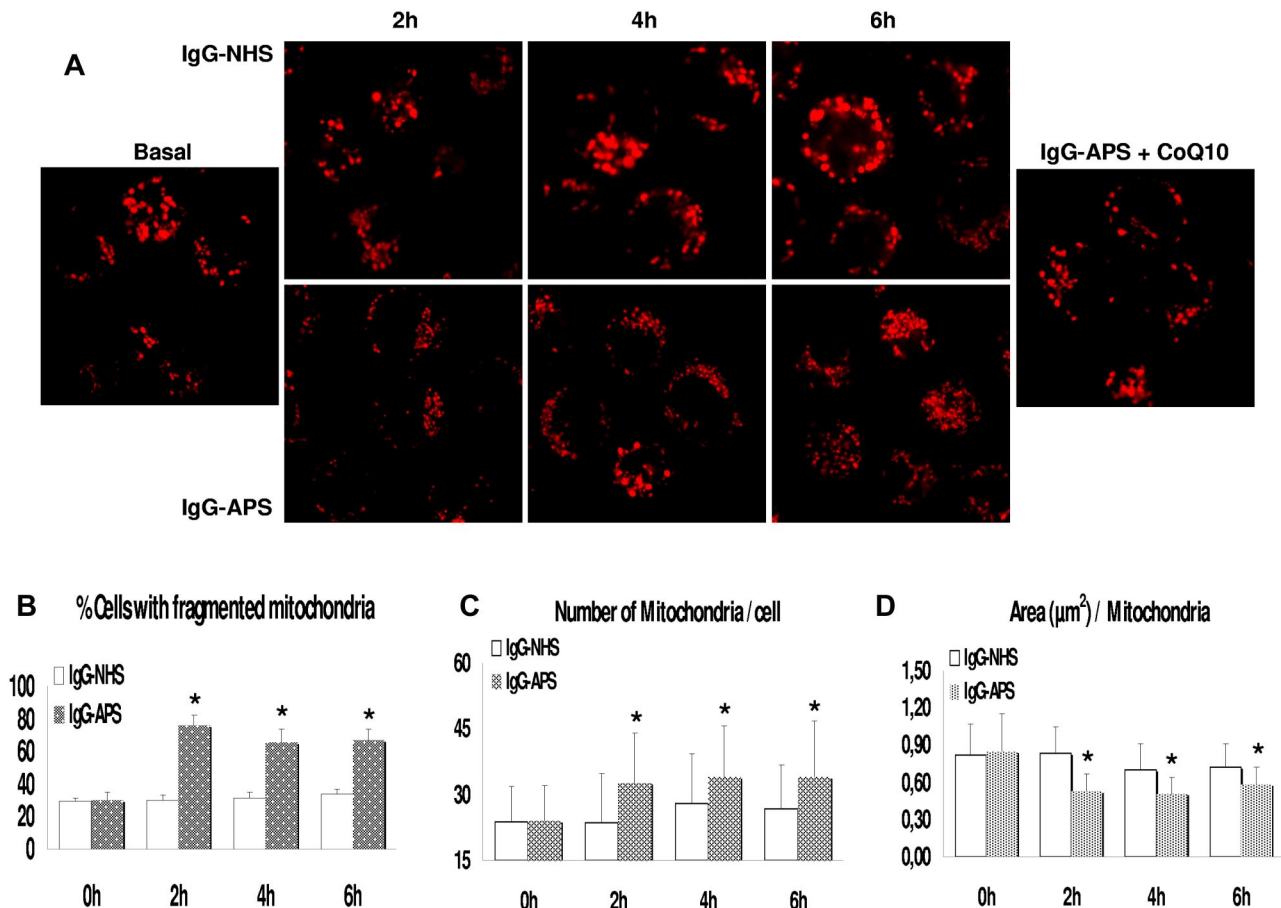 2h 4h 6h
IgG-NHS
A
Basal
IgG-APS + CoQ10
IgG-APS
B % Cells with fragmented mitochondria
IgG-NHS
IgG-APS
100
80
60
40
20
0
* * *
0h 2h 4h 6h
C Number of Mitochondria / cell
IgG-NHS
IgG-APS
60
45
30
15
* * *
0h 2h 4h 6h
D Area (µm²) / Mitochondria
IgG-NHS
IgG-APS
1,50
1,20
0,90
0,60
0,30
0,00
* * *
0h 2h 4h 6h